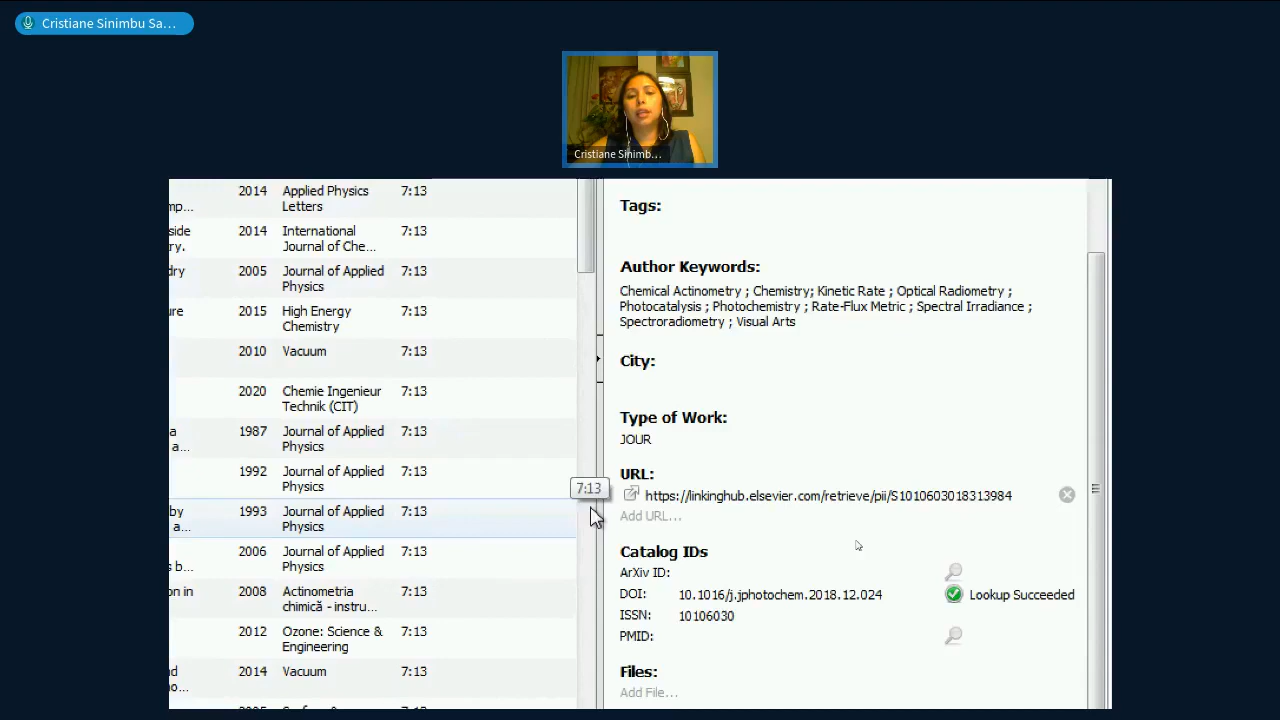 Cristiane Sinimbu Sa...
Cristiane Sinimb...
2014 Applied Physics 7:13
mp... Letters
side 2014 International 7:13
ry. Journal of Che...
dry 2005 Journal of Applied 7:13
Physics
ure 2015 High Energy 7:13
Chemistry
2010 Vacuum 7:13
2020 Chemie Ingenieur 7:13
Technik (CIT)
a 1987 Journal of Applied 7:13
a... Physics
1992 Journal of Applied 7:13
Physics
by 1993 Journal of Applied 7:13
a... Physics
2006 Journal of Applied 7:13
s b... Physics
on in 2008 Actinometria 7:13
chimică - instru...
2012 Ozone: Science & 7:13
Engineering
nd 2014 Vacuum 7:13
no...
7:13
Tags:
Author Keywords:
Chemical Actinometry ; Chemistry; Kinetic Rate ; Optical Radiometry ;
Photocatalysis ; Photochemistry ; Rate-Flux Metric ; Spectral Irradiance ;
Spectroradiometry ; Visual Arts
City:
Type of Work:
JOUR
URL:
https://linkinghub.elsevier.com/retrieve/pii/S1010603018313984
Add URL...
Catalog IDs
ArXiv ID:
DOI: 10.1016/j.jphotochem.2018.12.024 Lookup Succeeded
ISSN: 10106030
PMID:
Files:
Add File...